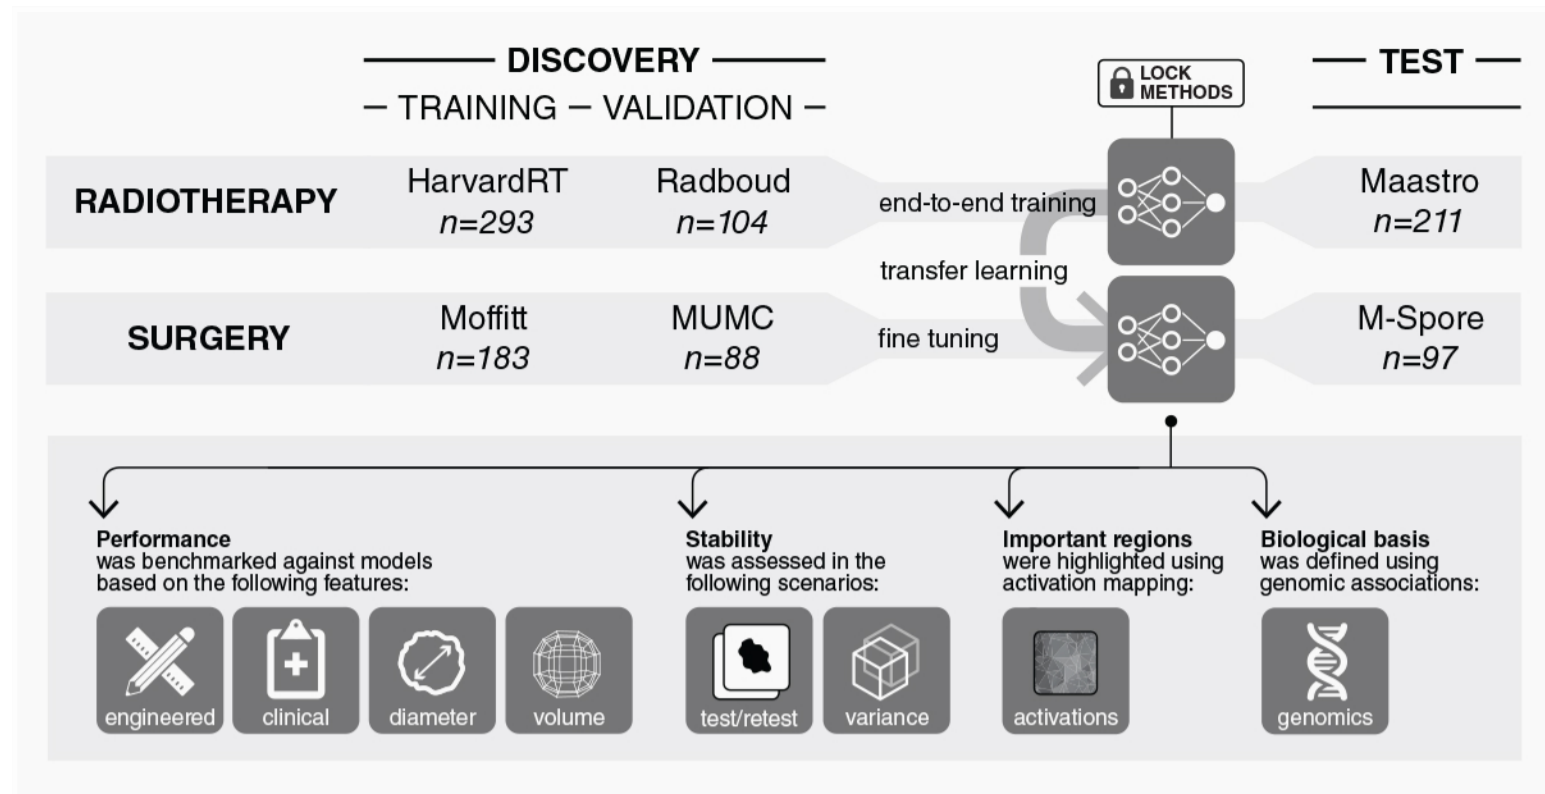 DISCOVERY
TEST
LOCK
METHODS
TRAINING – VALIDATION
RADIOTHERAPY
HarvardRT
n=293
Radboud
n=104
end-to-end training
Maastro
n=211
transfer learning
SURGERY
Moffitt
n=183
MUMC
n=88
fine tuning
M-Spore
n=97
Performance
was benchmarked against models
based on the following features:
engineered
clinical
diameter
volume
Stability
was assessed in the
following scenarios:
test/retest
variance
Important regions
were highlighted using
activation mapping:
activations
Biological basis
was defined using
genomic associations:
genomics